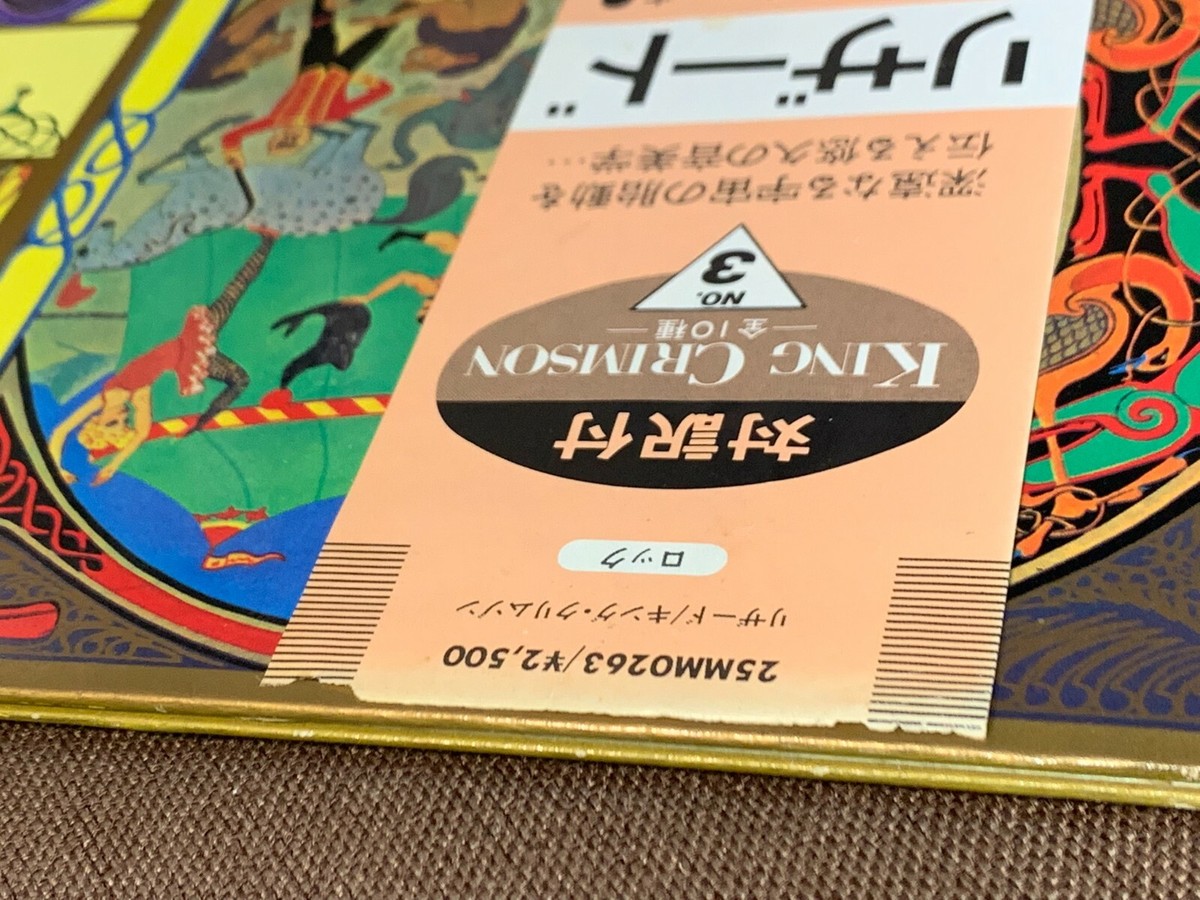 リザード
深遠なる宇宙の胎動を
伝える悠久の音美学…
NO.
3
—全10種—
KING CRIMSON
対訳付
ロック
リザード/キング・クリムゾン
25MM0263/¥2,500